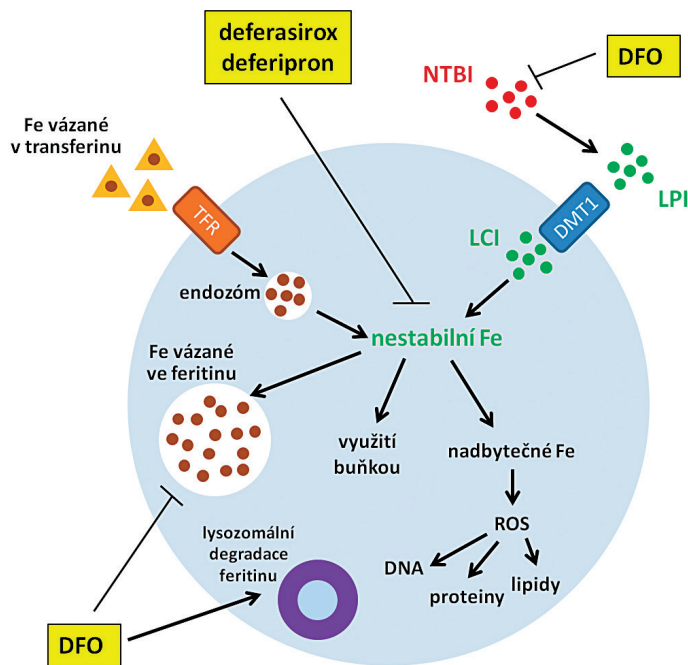 deferasirox
deferipron
DFO
NTBI
Fe vázané
v transferinu
LPI
TFR
DMT1
LCI
endozóm
nestabilní Fe
Fe vázané
ve feritinu
využití
buňkou
nadbytečné Fe
ROS
lysozomální
degradace
feritinu
DNA
proteiny
lipidy
DFO